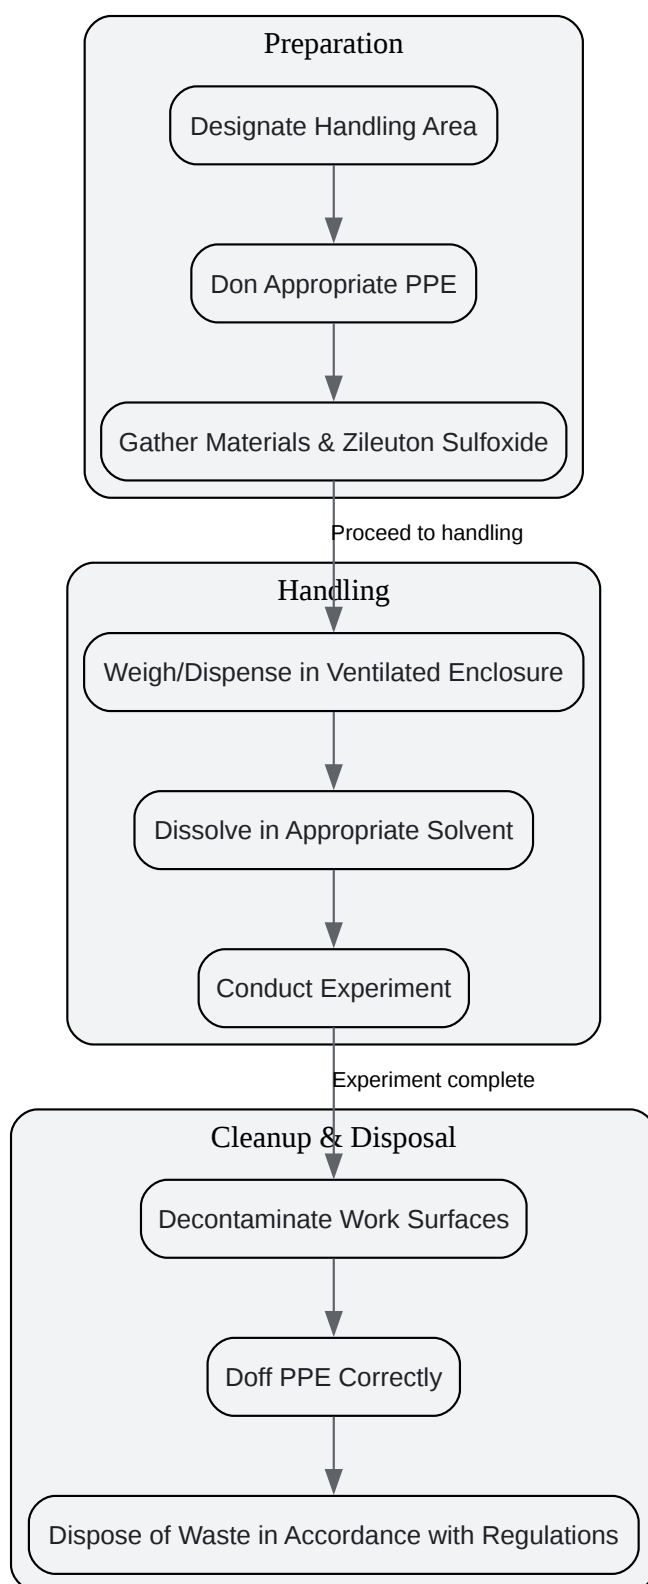 Preparation
Designate Handling Area
Don Appropriate PPE
Gather Materials & Zileuton Sulfoxide
Proceed to handling
Handling
Weigh/Dispense in Ventilated Enclosure
Dissolve in Appropriate Solvent
Conduct Experiment
Experiment complete
Cleanup & Disposal
Decontaminate Work Surfaces
Doff PPE Correctly
Dispose of Waste in Accordance with Regulations